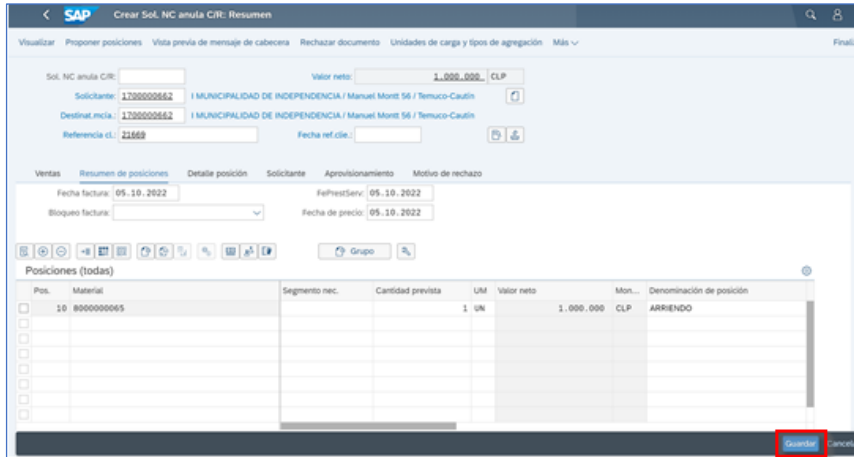 SAP Crear Sol. NC anula C/R: Resumen
Visualizar Proponer posiciones Vista previa de mensaje de cabecera Rechazar documento Unidades de carga y tipos de agregación Más Finali
Sol. NC anula C/R: Valor neto: 1.000.000 CLP
Solicitante: 1700000662 I MUNICIPALIDAD DE INDEPENDENCIA / Manuel Montt 56 / Temuco-Cautín
Destinat.mcía.: 1700000662 I MUNICIPALIDAD DE INDEPENDENCIA / Manuel Montt 56 / Temuco-Cautín
Referencia cl.: 21669 Fecha ref.clie.:
Ventas Resumen de posiciones Detalle posición Solicitante Aprovisionamiento Motivo de rechazo
Fecha factura: 05.10.2022 FePrestServ: 05.10.2022
Bloqueo factura: Fecha de precio: 05.10.2022
Grupo
Posiciones (todas)
Pos. Material Segmento nec. Cantidad prevista UM Valor neto Mon... Denominación de posición
10 8000000065 1 UN 1.000.000 CLP ARRIENDO
Guardar Cancela